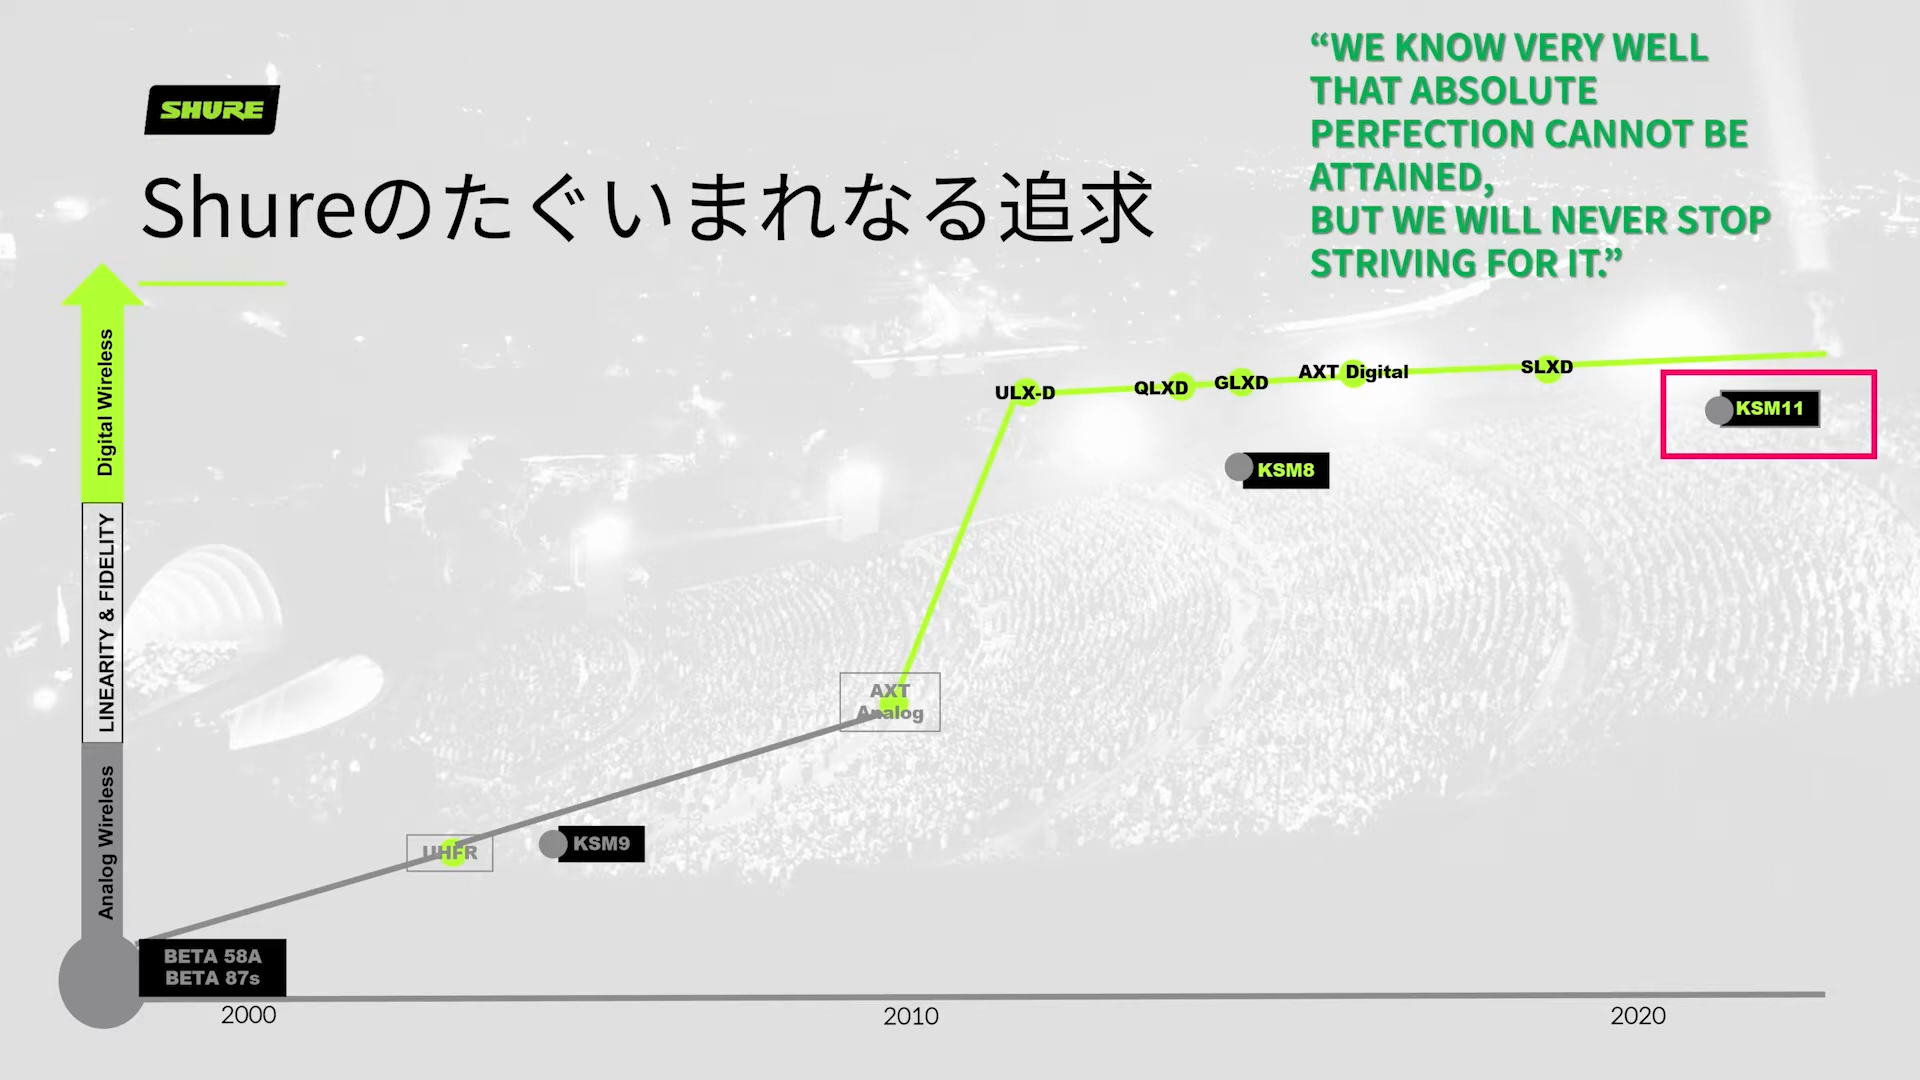 SHURE
Shureのたぐいまれなる追求
“WE KNOW VERY WELL
THAT ABSOLUTE
PERFECTION CANNOT BE
ATTAINED,
BUT WE WILL NEVER STOP
STRIVING FOR IT.”
Digital Wireless
LINEARITY & FIDELITY
Analog Wireless
ULX-D
QLXD
GLXD
AXT Digital
SLXD
KSM11
KSM8
AXT
Analog
UHFR
KSM9
BETA 58A
BETA 87s
2000
2010
2020